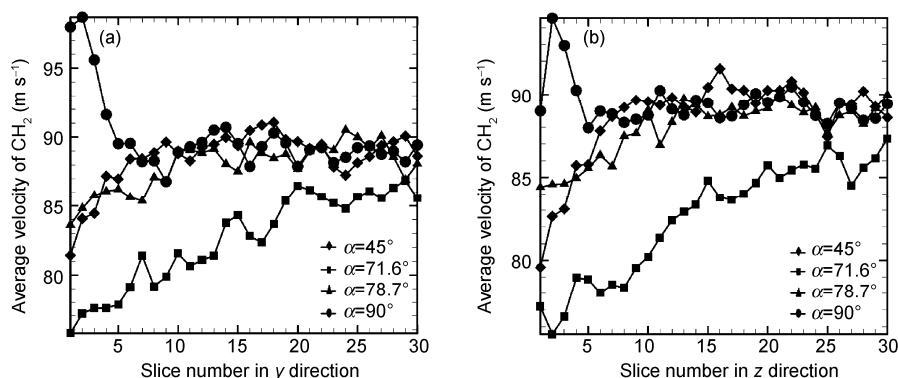 (a)
Average velocity of CH₂ (m s⁻¹)
95
90
85
80
α=45°
α=71.6°
α=78.7°
α=90°
5 10 15 20 25 30
Slice number in y direction
(b)
Average velocity of CH₂ (m s⁻¹)
90
85
80
α=45°
α=71.6°
α=78.7°
α=90°
5 10 15 20 25 30
Slice number in z direction